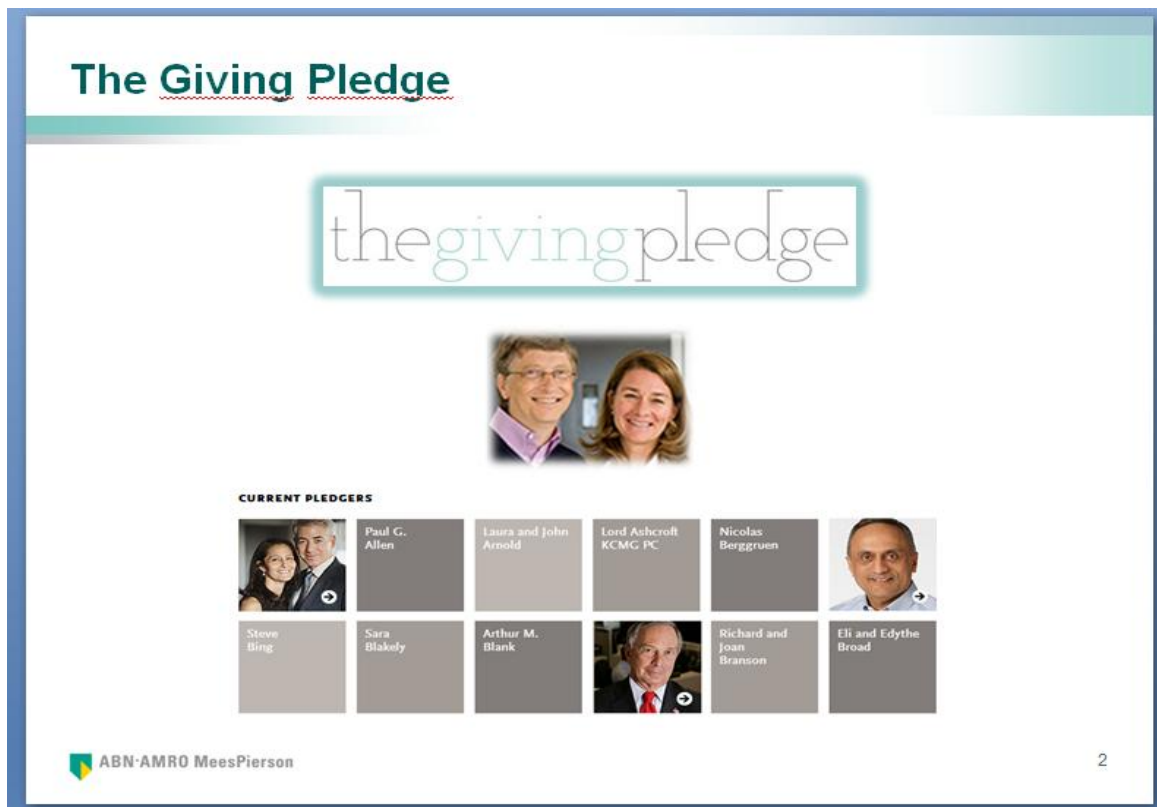 The Giving Pledge
thegivingpledge
CURRENT PLEDGERS
Paul G.
Allen
Laura and John
Arnold
Lord Ashcroft
KCMG PC
Nicolas
Berggruen
Steve
Bing
Sara
Blakely
Arthur M.
Blank
Richard and
Joan
Branson
Eli and Edythe
Broad
ABN·AMRO MeesPierson
2